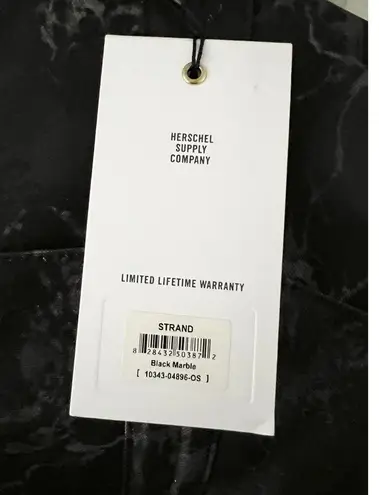 HERSCHEL
SUPPLY
COMPANY
LIMITED LIFETIME WARRANTY
STRAND
8 28432 50387 2
Black Marble
[ 10343-04896-OS ]